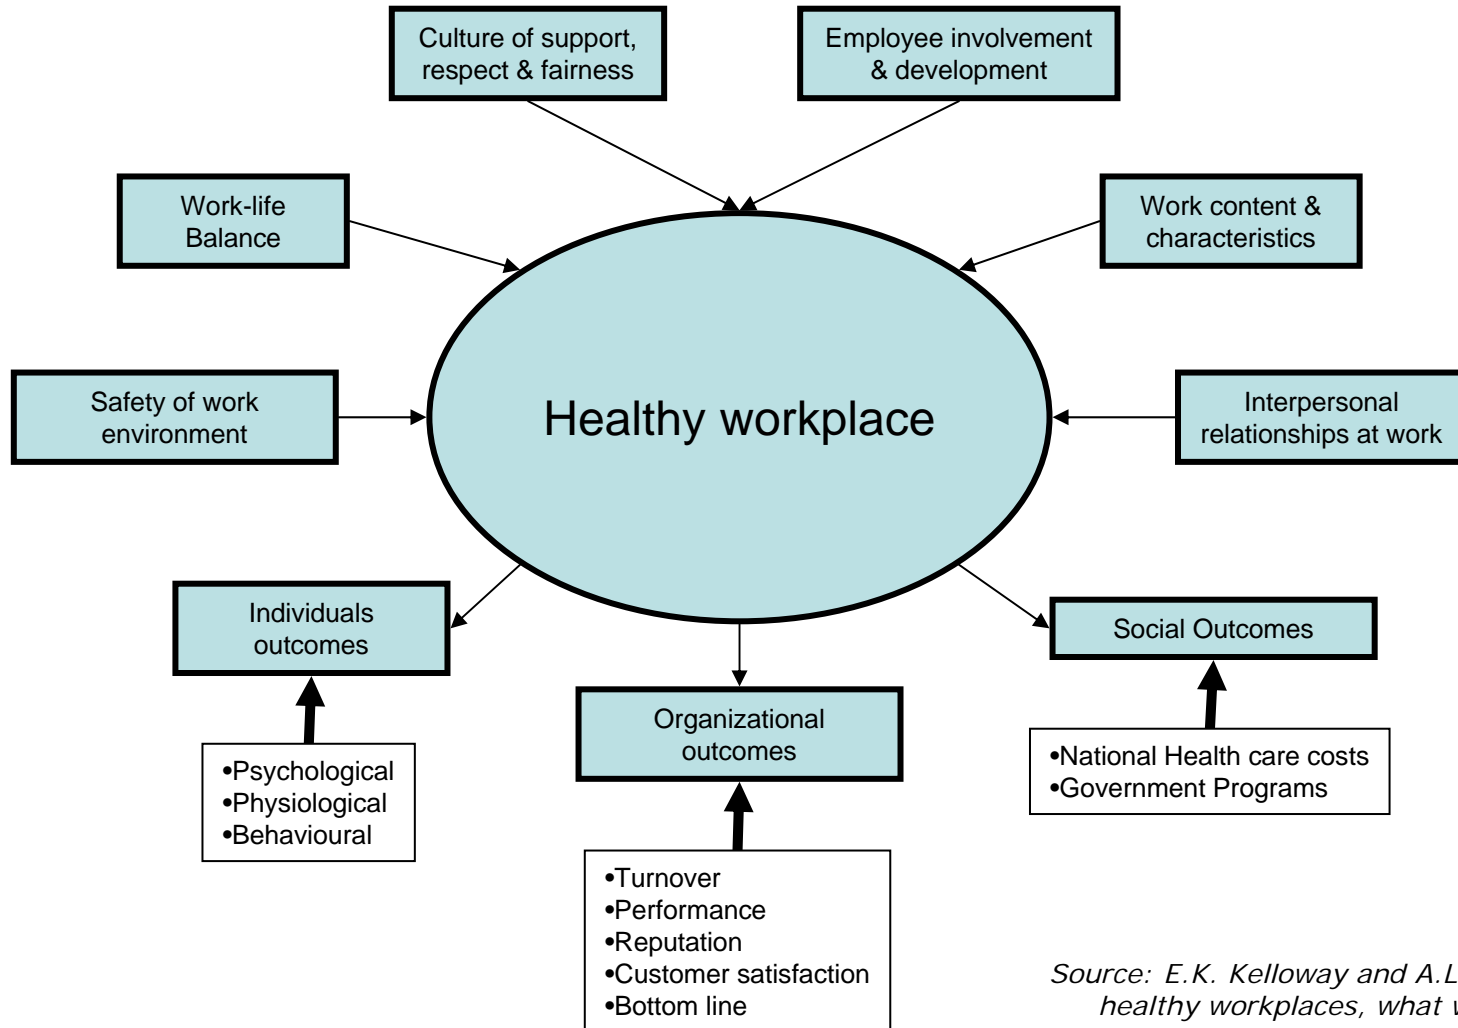 Culture of support,
respect & fairness
Employee involvement
& development
Work-life
Balance
Work content &
characteristics
Safety of work
environment
Healthy workplace
Interpersonal
relationships at work
Individuals
outcomes
Social Outcomes
Organizational
outcomes
•Psychological
•Physiological
•Behavioural
•National Health care costs
•Government Programs
•Turnover
•Performance
•Reputation
•Customer satisfaction
•Bottom line
Source: E.K. Kelloway and A.L
healthy workplaces, what